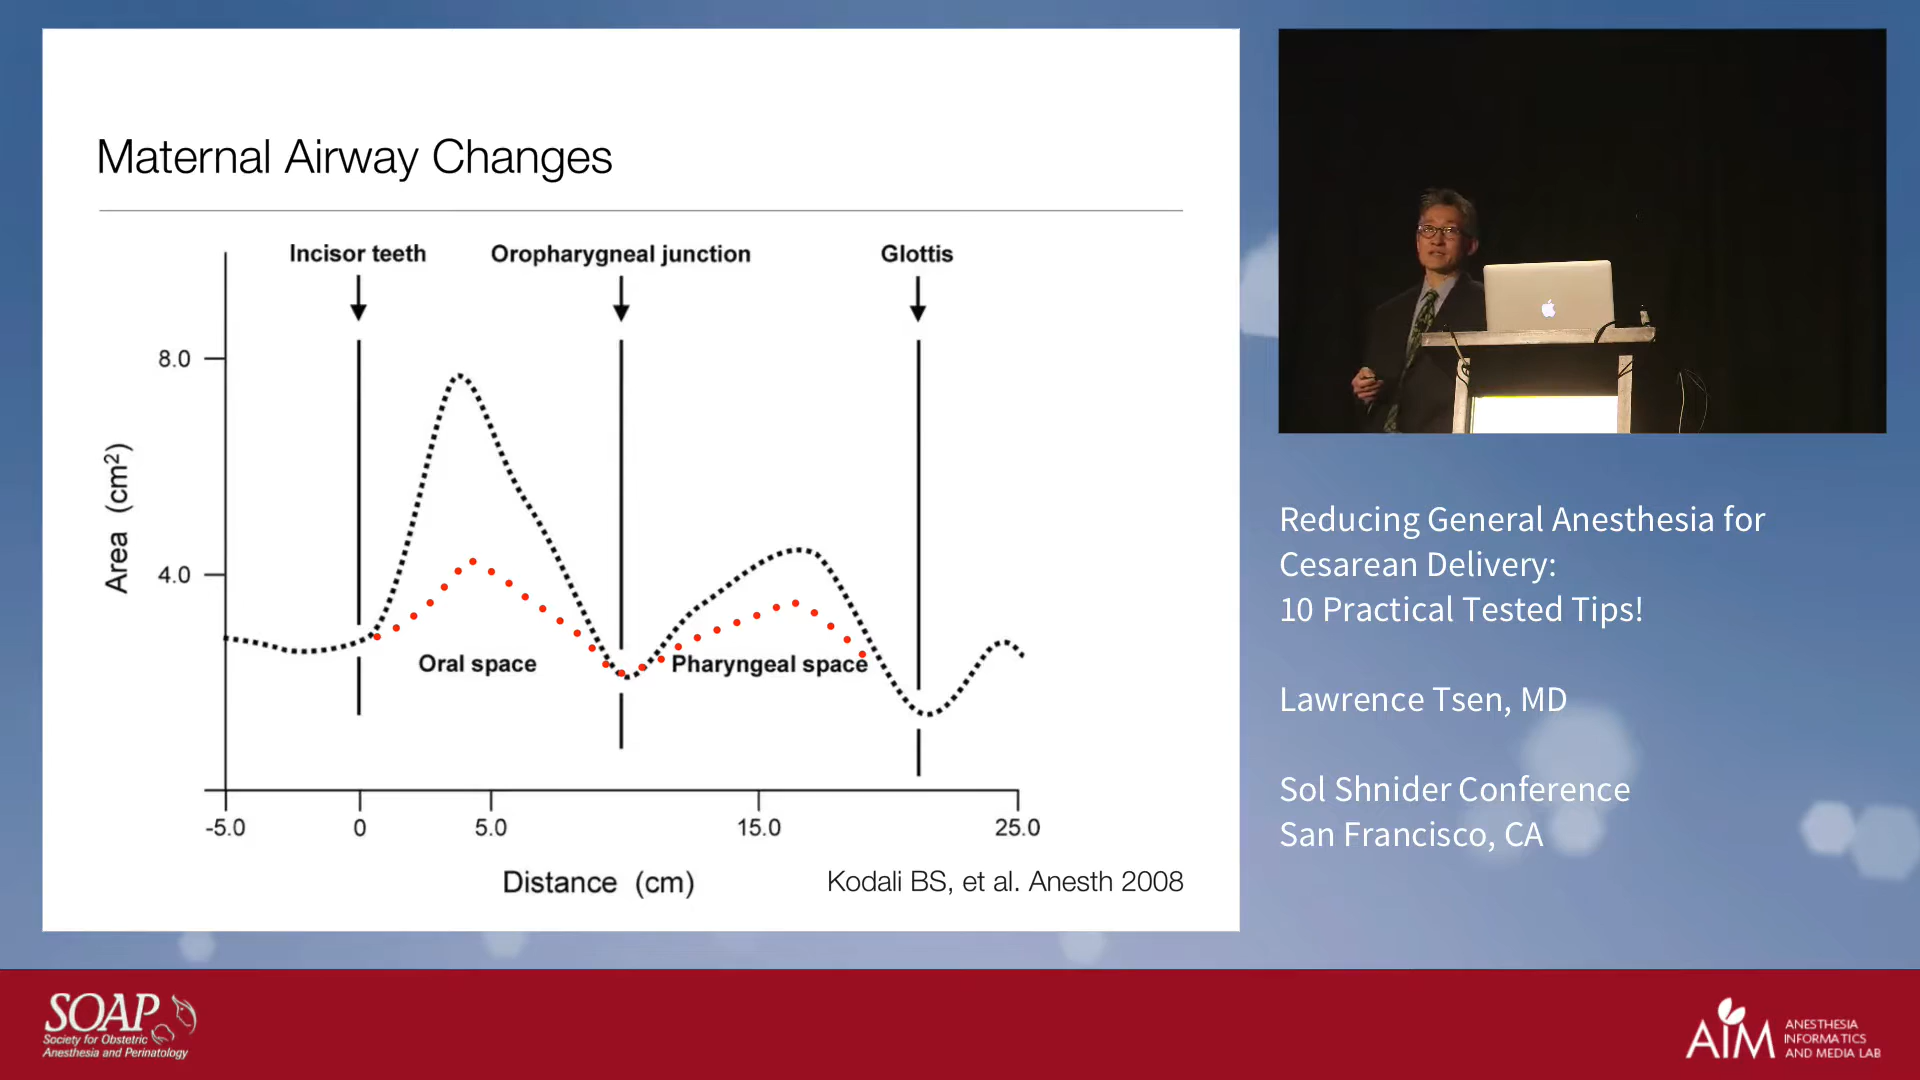 Maternal Airway Changes
Incisor teeth
Oropharygneal junction
Glottis
8.0
4.0
Area (cm²)
Oral space
Pharyngeal space
-5.0
0
5.0
15.0
25.0
Distance (cm)
Kodali BS, et al. Anesth 2008
Reducing General Anesthesia for
Cesarean Delivery:
10 Practical Tested Tips!
Lawrence Tsen, MD
Sol Shnider Conference
San Francisco, CA
SOAP
Society for Obstetric
Anesthesia and Perinatology
AIM
ANESTHESIA
INFORMATICS
AND MEDIA LAB